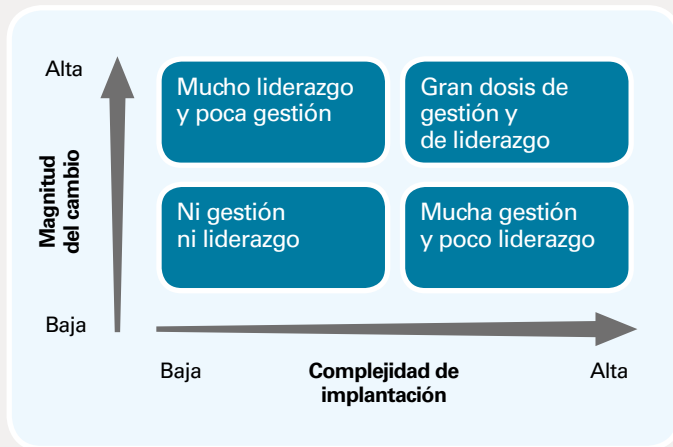 Alta
Mucho liderazgo
y poca gestión
Gran dosis de
gestión y
de liderazgo
Magnitud
del cambio
Ni gestión
ni liderazgo
Mucha gestión
y poco liderazgo
Baja
Baja
Complejidad de
implantación
Alta